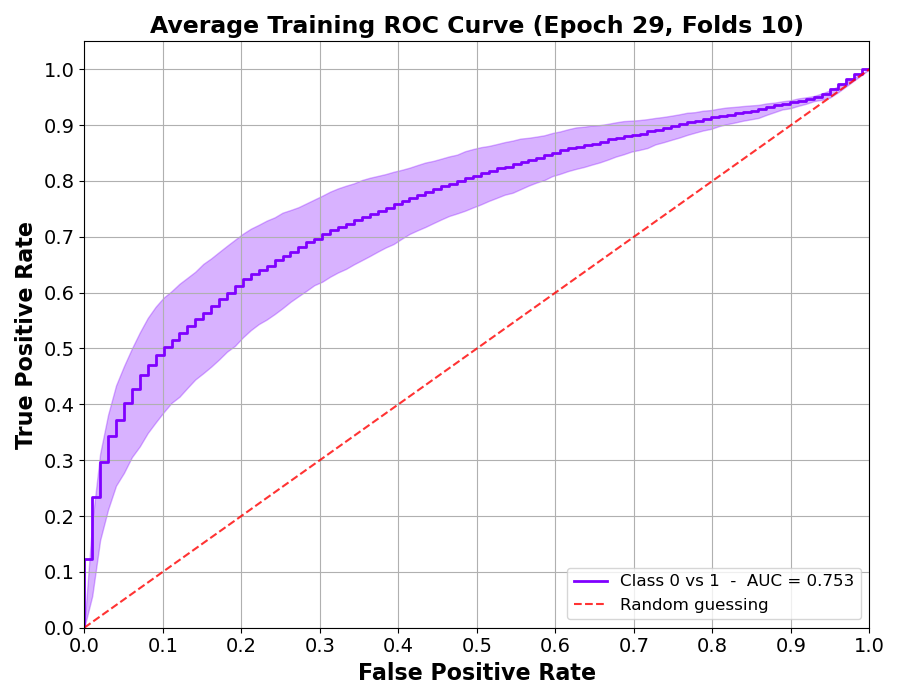 Average Training ROC Curve (Epoch 29, Folds 10)
True Positive Rate
1.0
0.9
0.8
0.7
0.6
0.5
0.4
0.3
0.2
0.1
0.0
Class 0 vs 1 - AUC = 0.753
Random guessing
0.0 0.1 0.2 0.3 0.4 0.5 0.6 0.7 0.8 0.9 1.0
False Positive Rate